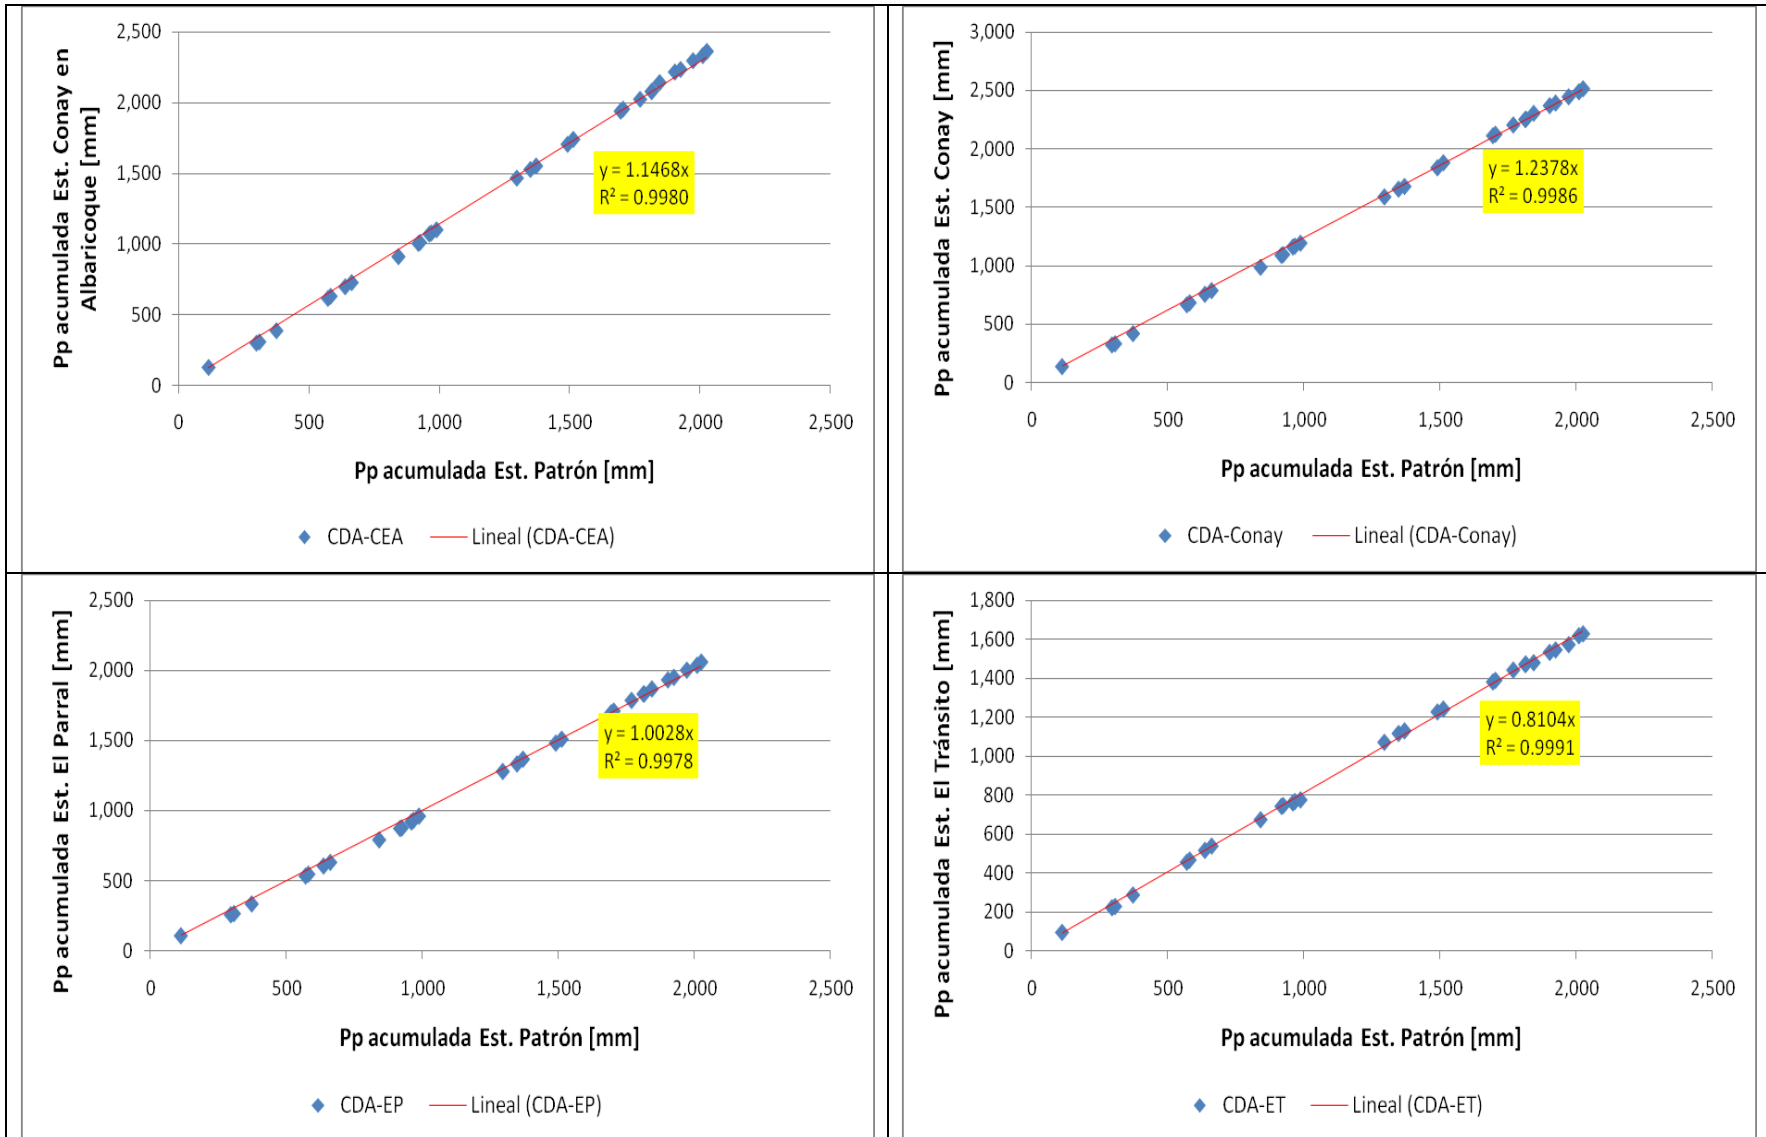 Pp acumulada Est. Conay en
Albaricoque [mm]
2,500
2,000
1,500
1,000
500
0
y = 1.1468x
R² = 0.9980
0 500 1,000 1,500 2,000 2,500
Pp acumulada Est. Patrón [mm]
CDA-CEA Lineal (CDA-CEA)
Pp acumulada Est. Conay [mm]
3,000
2,500
2,000
1,500
1,000
500
0
y = 1.2378x
R² = 0.9986
0 500 1,000 1,500 2,000 2,500
Pp acumulada Est. Patrón [mm]
CDA-Conay Lineal (CDA-Conay)
Pp acumulada Est. El Parral [mm]
2,500
2,000
1,500
1,000
500
0
y = 1.0028x
R² = 0.9978
0 500 1,000 1,500 2,000 2,500
Pp acumulada Est. Patrón [mm]
CDA-EP Lineal (CDA-EP)
Pp acumulada Est. El Tránsito [mm]
1,800
1,600
1,400
1,200
1,000
800
600
400
200
0
y = 0.8104x
R² = 0.9991
0 500 1,000 1,500 2,000 2,500
Pp acumulada Est. Patrón [mm]
CDA-ET Lineal (CDA-ET)